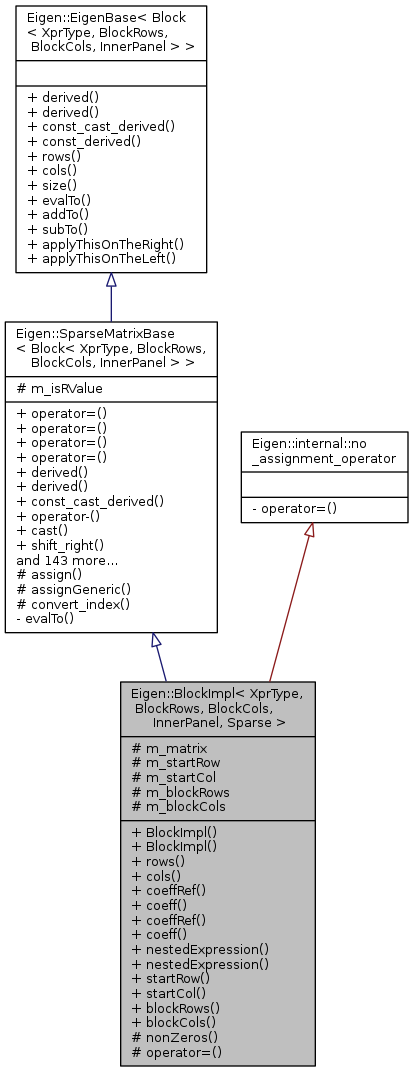 Eigen::EigenBase< Block
< XprType, BlockRows,
BlockCols, InnerPanel > >
+ derived()
+ derived()
+ const_cast_derived()
+ const_derived()
+ rows()
+ cols()
+ size()
+ evalTo()
+ addTo()
+ subTo()
+ applyThisOnTheRight()
+ applyThisOnTheLeft()
Eigen::SparseMatrixBase
< Block< XprType, BlockRows,
BlockCols, InnerPanel > >
# m_isRValue
+ operator=()
+ operator=()
+ operator=()
+ operator=()
+ derived()
+ derived()
+ const_cast_derived()
+ operator-()
+ cast()
+ shift_right()
and 143 more...
# assign()
# assignGeneric()
# convert_index()
- evalTo()
Eigen::internal::no
_assignment_operator
- operator=()
Eigen::BlockImpl< XprType,
BlockRows, BlockCols,
InnerPanel, Sparse >
# m_matrix
# m_startRow
# m_startCol
# m_blockRows
# m_blockCols
+ BlockImpl()
+ BlockImpl()
+ rows()
+ cols()
+ coeffRef()
+ coeff()
+ coeffRef()
+ coeff()
+ nestedExpression()
+ nestedExpression()
+ startRow()
+ startCol()
+ blockRows()
+ blockCols()
# nonZeros()
# operator=()